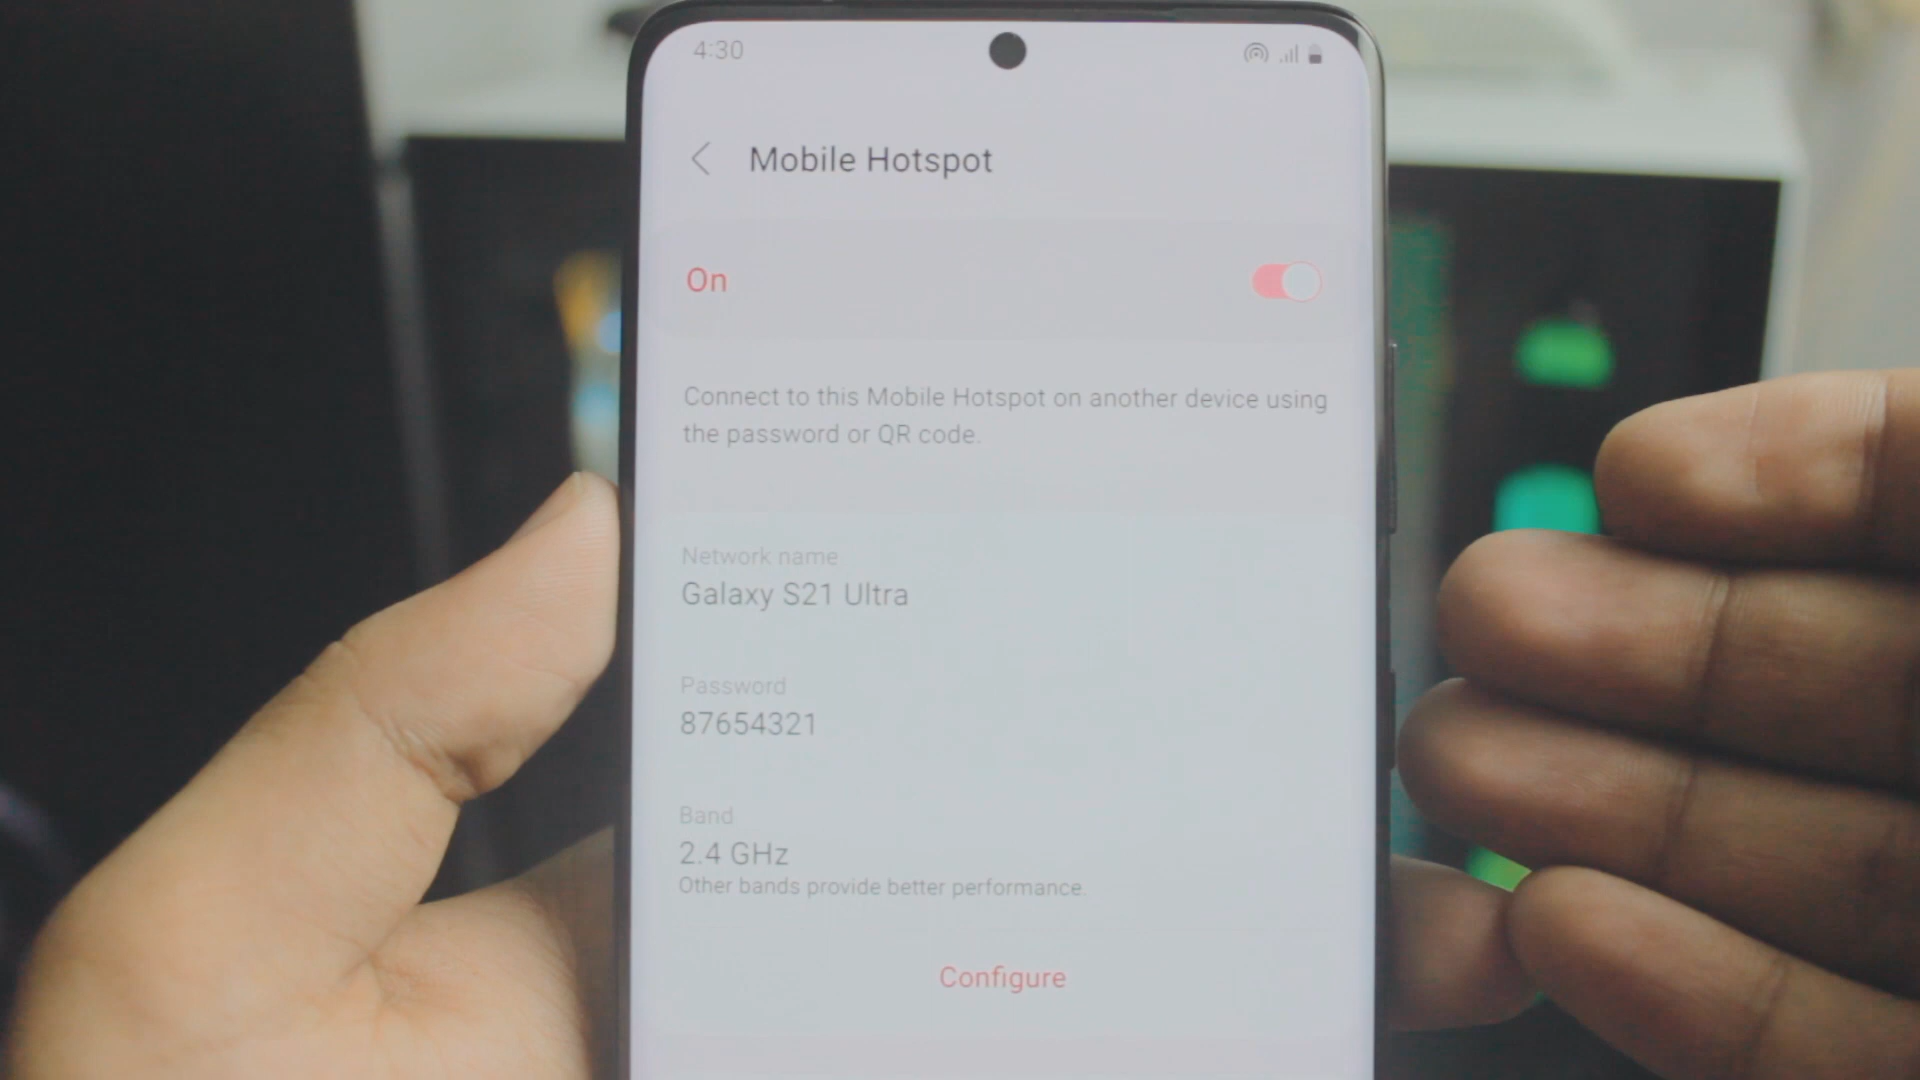 4:30
Mobile Hotspot
On
Connect to this Mobile Hotspot on another device using
the password or QR code.
Network name
Galaxy S21 Ultra
Password
87654321
Band
2.4 GHz
Other bands provide better performance.
Configure